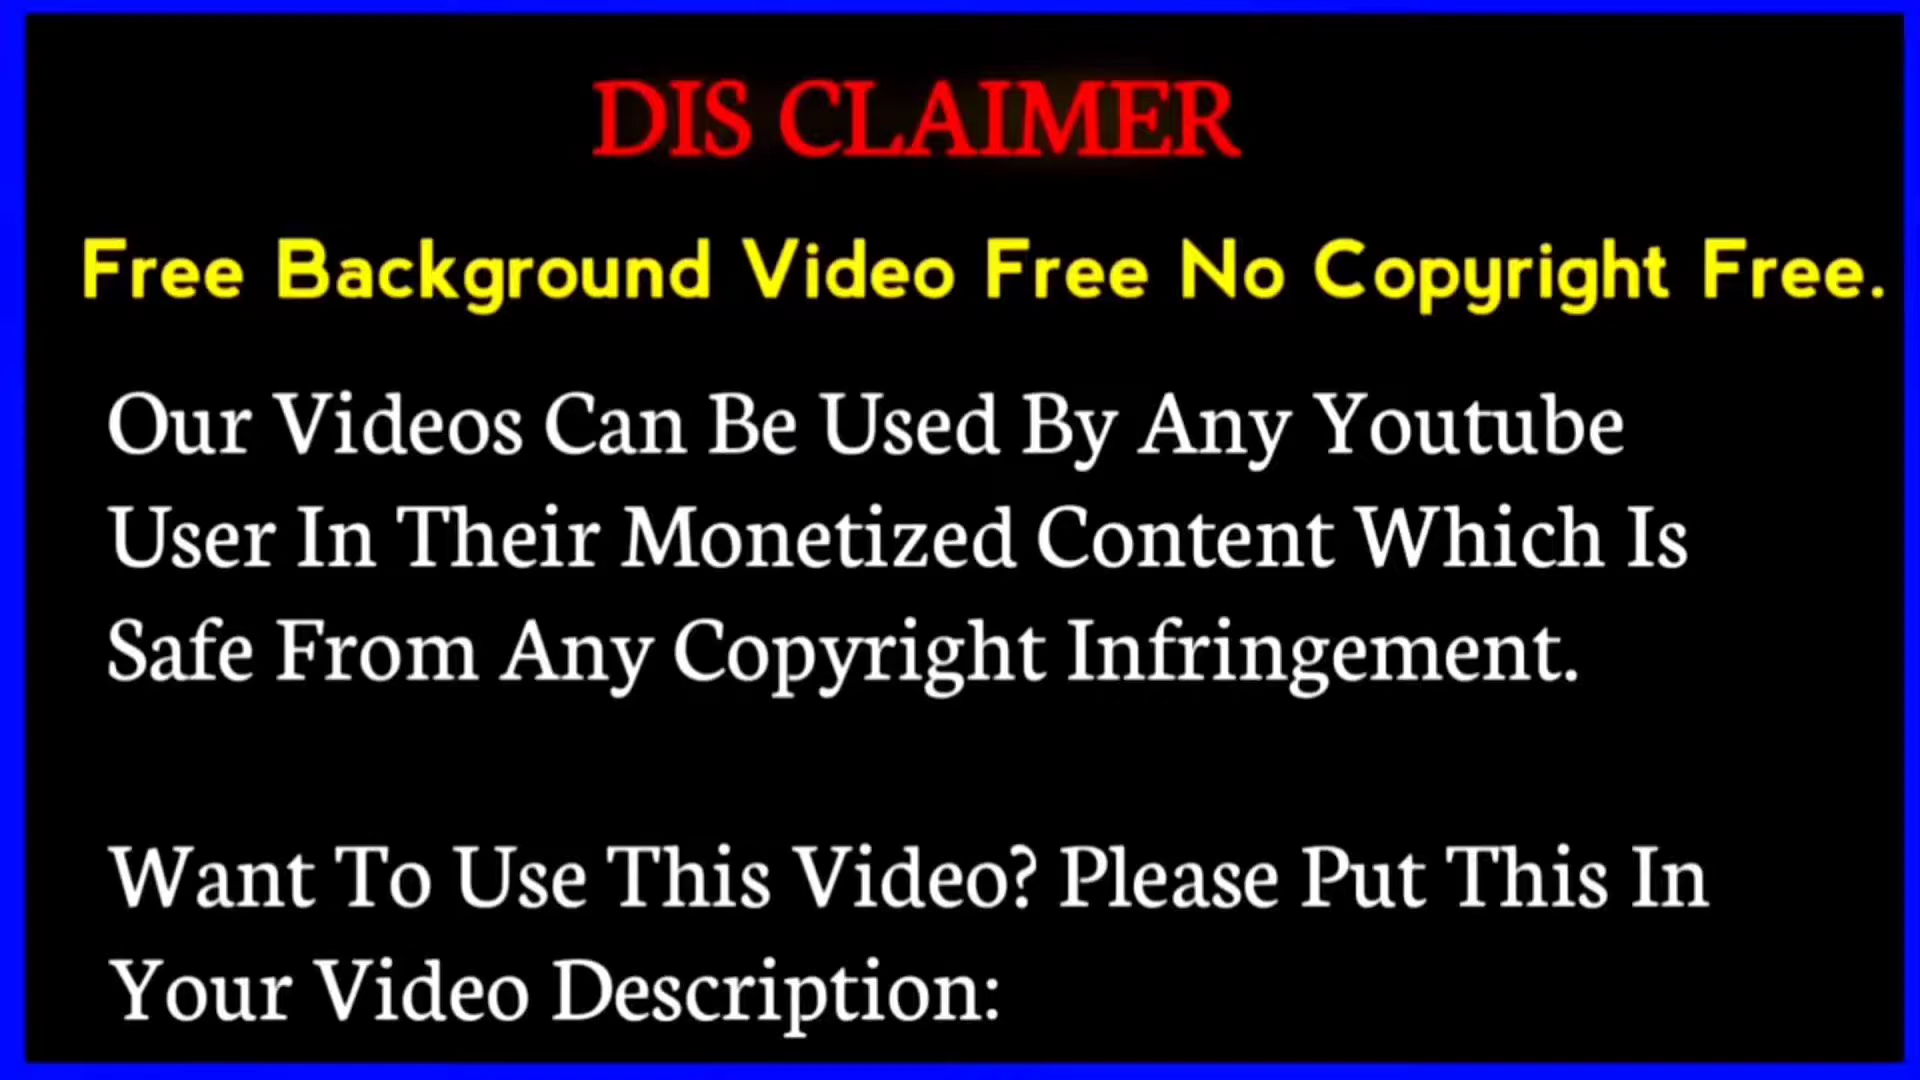 DIS CLAIMER
Free Background Video Free No Copyright Free.
Our Videos Can Be Used By Any Youtube
User In Their Monetized Content Which Is
Safe From Any Copyright Infringement.
Want To Use This Video? Please Put This In
Your Video Description: